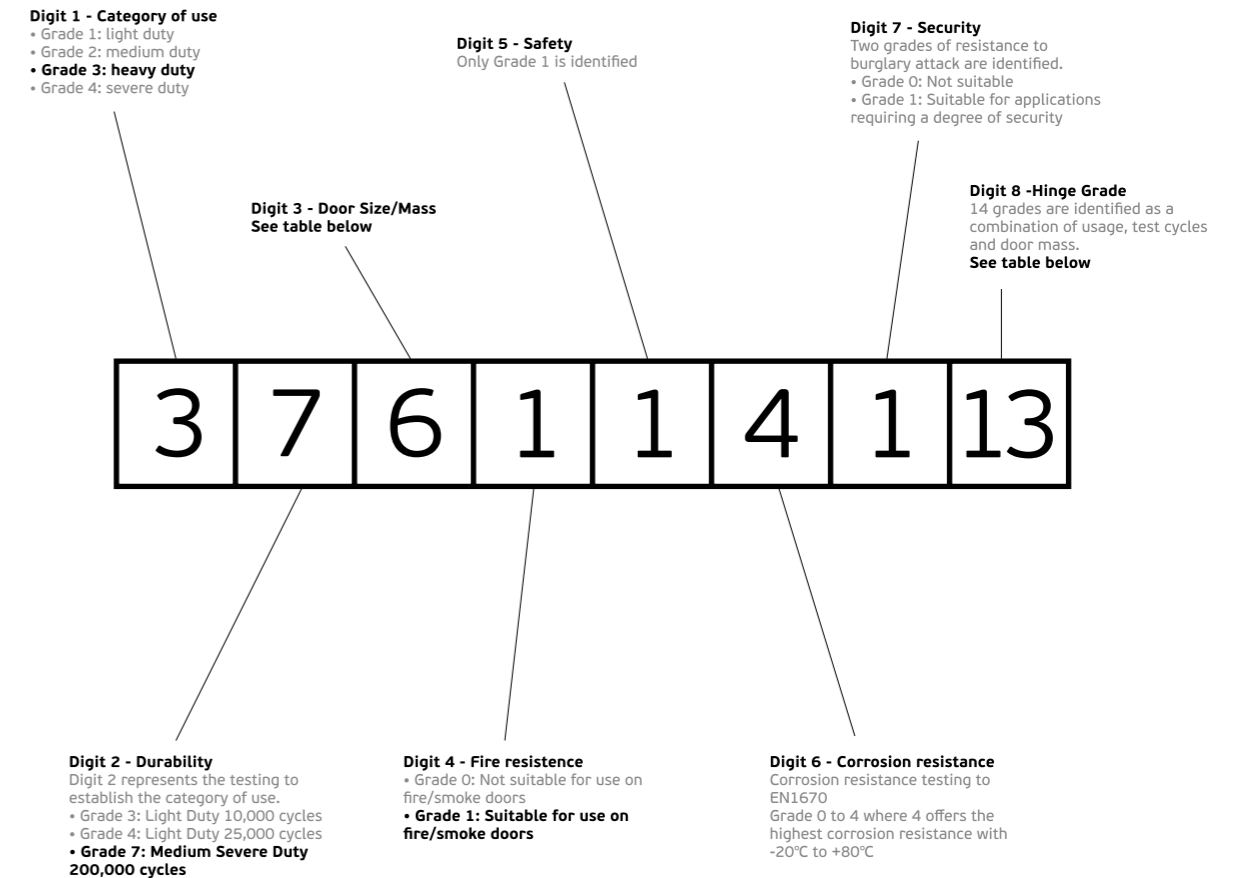 Digit 1 - Category of use
• Grade 1: light duty
• Grade 2: medium duty
• Grade 3: heavy duty
• Grade 4: severe duty
Digit 5 - Safety
Only Grade 1 is identified
Digit 7 - Security
Two grades of resistance to
burglary attack are identified.
• Grade 0: Not suitable
• Grade 1: Suitable for applications
requiring a degree of security
Digit 3 - Door Size/Mass
See table below
Digit 8 -Hinge Grade
14 grades are identified as a
combination of usage, test cycles
and door mass.
See table below
3 7 6 1 1 4 1 13
Digit 2 - Durability
Digit 2 represents the testing to
establish the category of use.
• Grade 3: Light Duty 10,000 cycles
• Grade 4: Light Duty 25,000 cycles
• Grade 7: Medium Severe Duty
200,000 cycles
Digit 4 - Fire resistence
• Grade 0: Not suitable for use on
fire/smoke doors
• Grade 1: Suitable for use on
fire/smoke doors
Digit 6 - Corrosion resistance
Corrosion resistance testing to
EN1670
Grade 0 to 4 where 4 offers the
highest corrosion resistance with
-20°C to +80°C